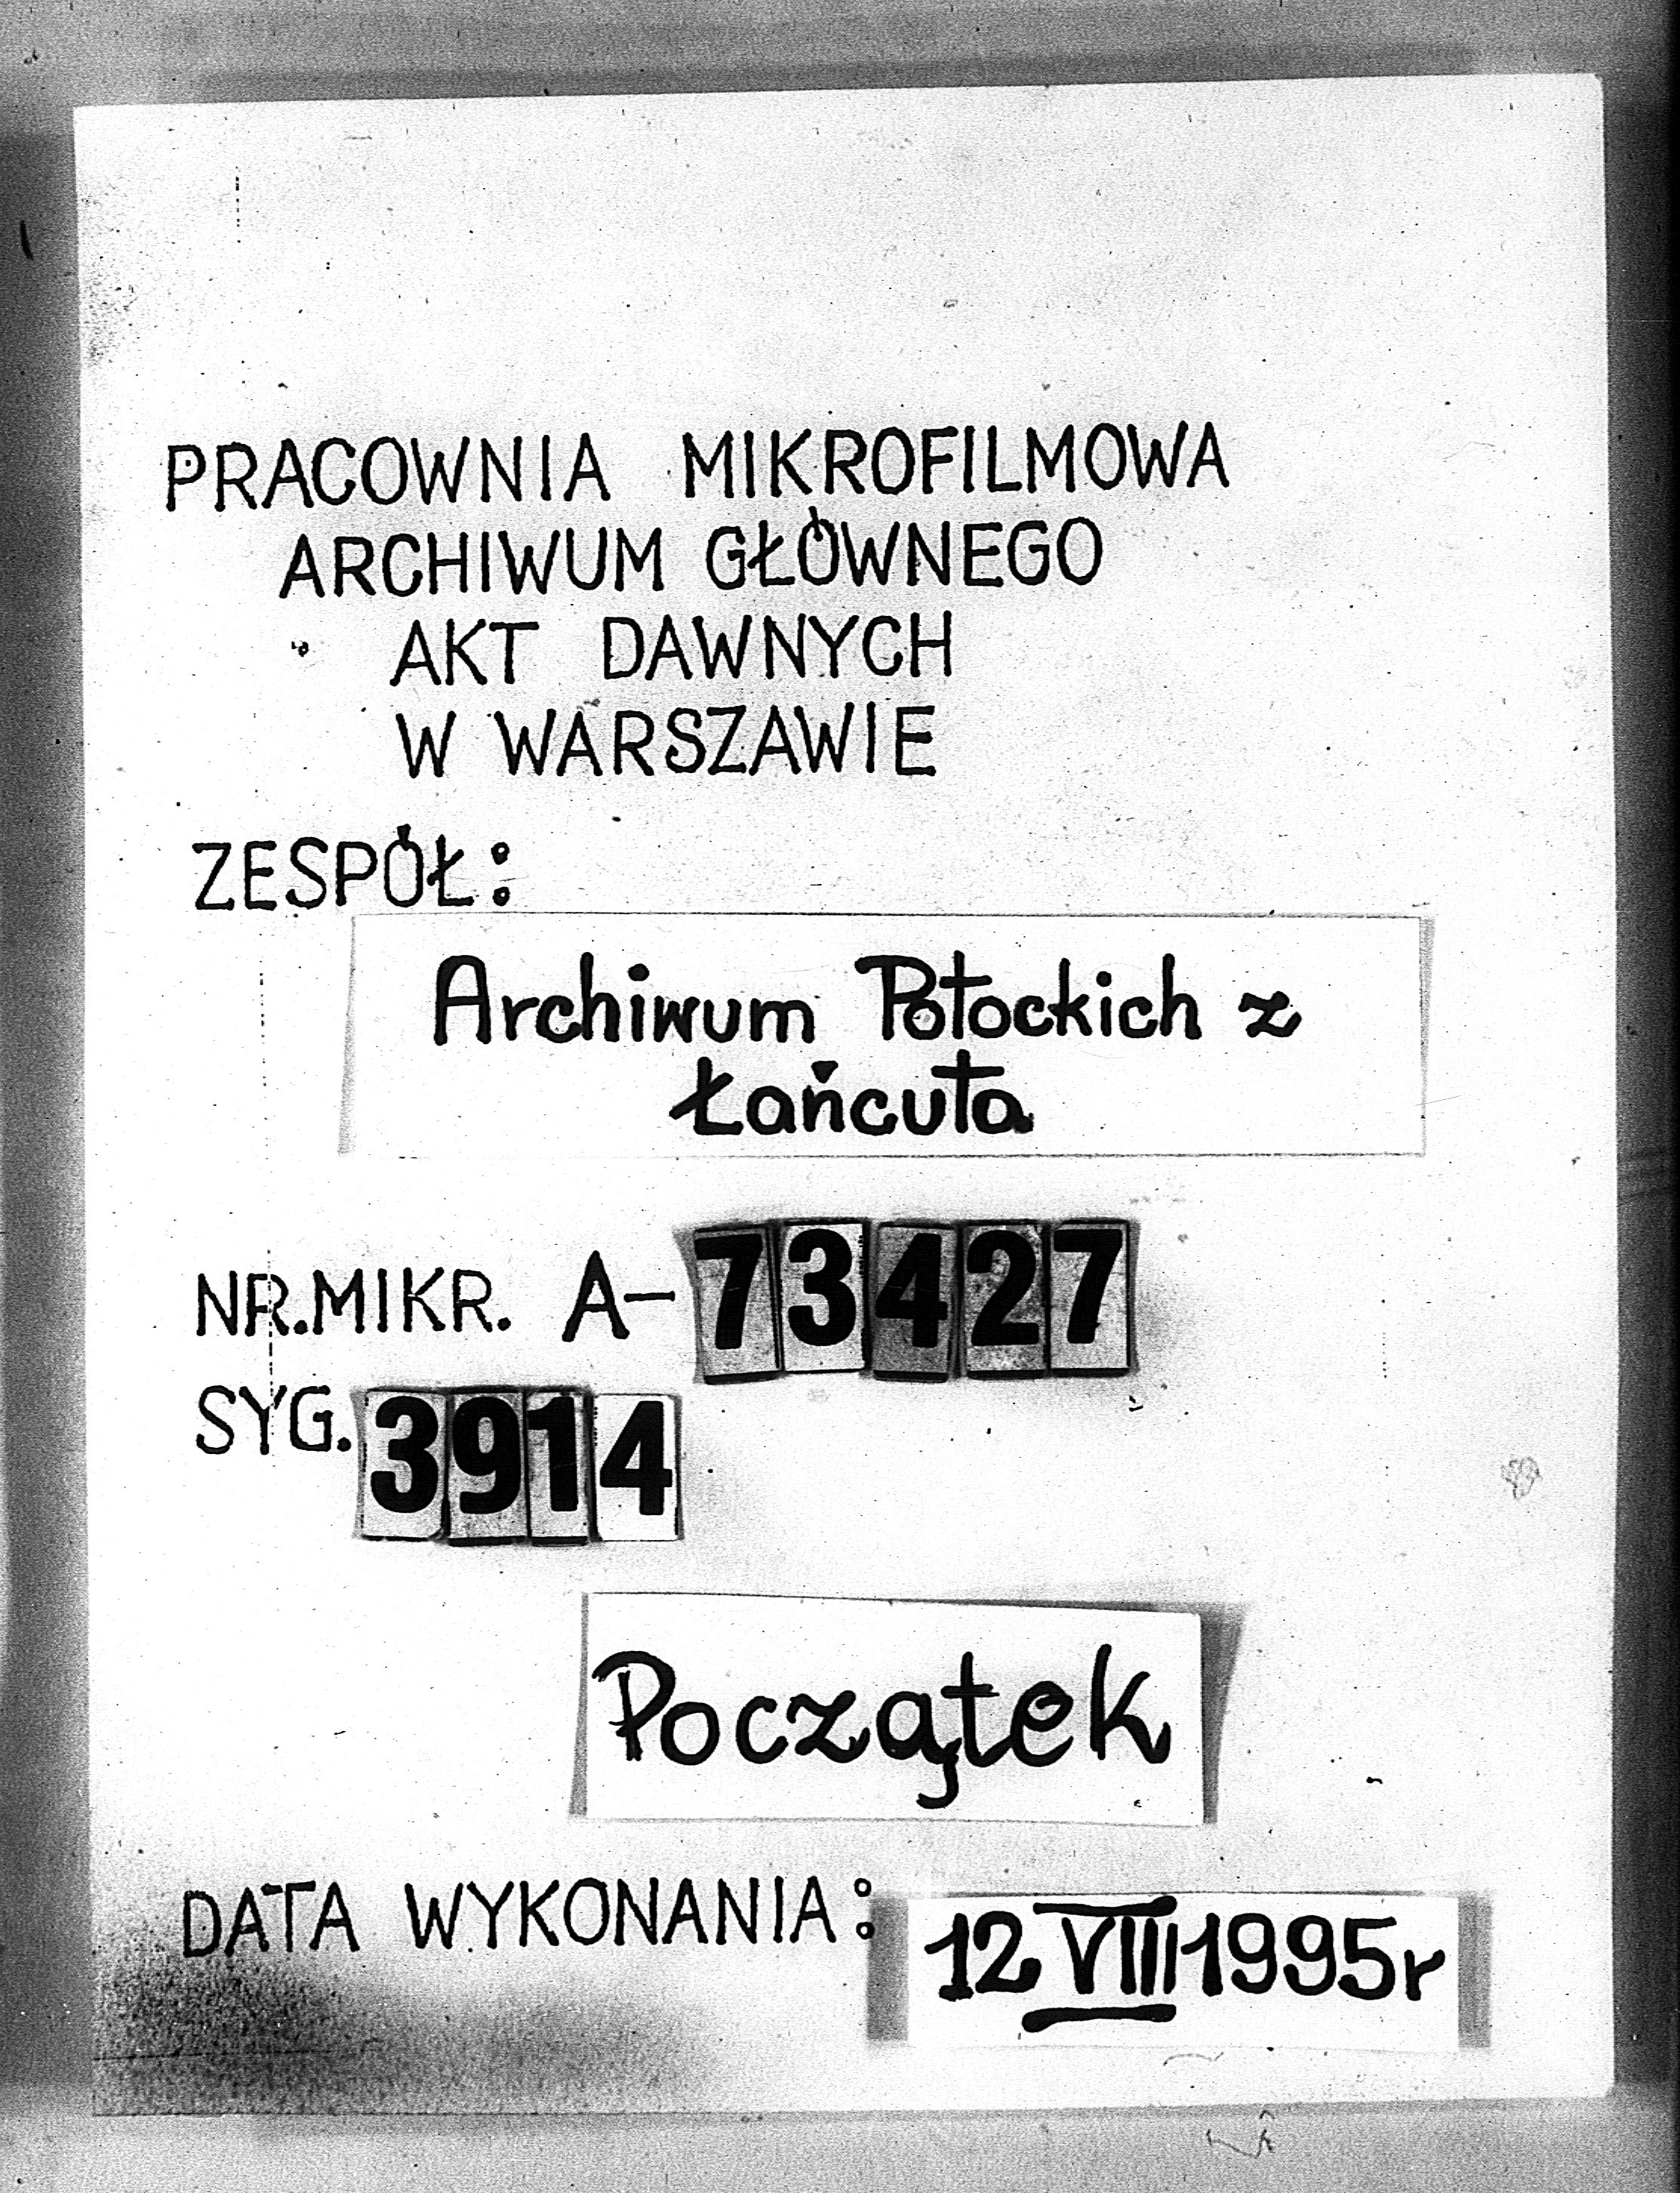 PRACOWNIA MIKROFILMOWA
ARCHIWUM GŁÓWNEGO
AKT DAWNYCH
W WARSZAWIE
ZESPÓŁ:
Archiwum Potockich z
Łańcuta
NR.MIKR. A-73427
SYG. 3914
Początek
DATA WYKONANIA: 12 VIII 1995r